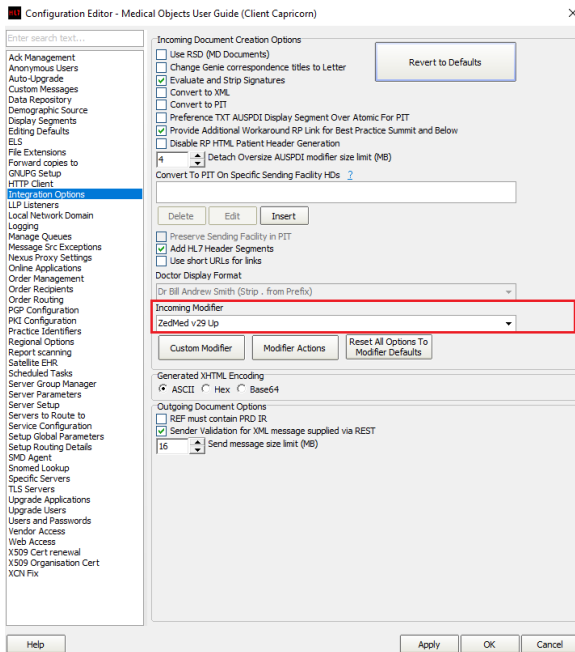 HLT Configuration Editor - Medical Objects User Guide (Client Capricorn)
Enter search text...
Ack Management
Anonymous Users
Auto-Upgrade
Custom Messages
Data Repository
Demographic Source
Display Segments
Editing Defaults
ELS
File Extensions
Forward copies to
GNUPG Setup
HTTP Client
Integration Options
LLP Listeners
Local Network Domain
Logging
Manage Queues
Message Src Exceptions
Nexus Proxy Settings
Online Applications
Order Management
Order Recipients
Order Routing
PGP Configuration
PKI Configuration
Practice Identifiers
Regional Options
Report scanning
Satellite EHR
Scheduled Tasks
Server Group Manager
Server Parameters
Server Setup
Servers to Route to
Service Configuration
Setup Global Parameters
Setup Routing Details
SMD Agent
Snomed Lookup
Specific Servers
TLS Servers
Upgrade Applications
Upgrade Users
Users and Passwords
Vendor Access
Web Access
X509 Cert renewal
X509 Organisation Cert
XCN Fix
Incoming Document Creation Options
Use RSD (MD Documents)
Change Genie correspondence titles to Letter
Revert to Defaults
Evaluate and Strip Signatures
Convert to XML
Convert to PIT
Preference TXT AUSPDI Display Segment Over Atomic For PIT
Provide Additional Workaround RP Link for Best Practice Summit and Below
Disable RP HTML Patient Header Generation
4 Detach Oversize AUSPDI modifier size limit (MB)
Convert To PIT On Specific Sending Facility HDs ?
Delete Edit Insert
Preserve Sending Facility in PIT
Add HL7 Header Segments
Use short URLs for links
Doctor Display Format
Dr Bill Andrew Smith (Strip . from Prefix)
Incoming Modifier
ZedMed v29 Up
Custom Modifier Modifier Actions Reset All Options To
Modifier Defaults
Generated XHTML Encoding
ASCII Hex Base64
Outgoing Document Options
REF must contain PRD IR
Sender Validation for XML message supplied via REST
16 Send message size limit (MB)
Help Apply OK Cancel